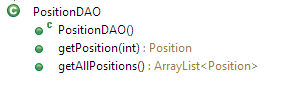 PositionDAO
c PositionDAO()
getPosition(int) : Position
getAllPositions() : ArrayList<Position>